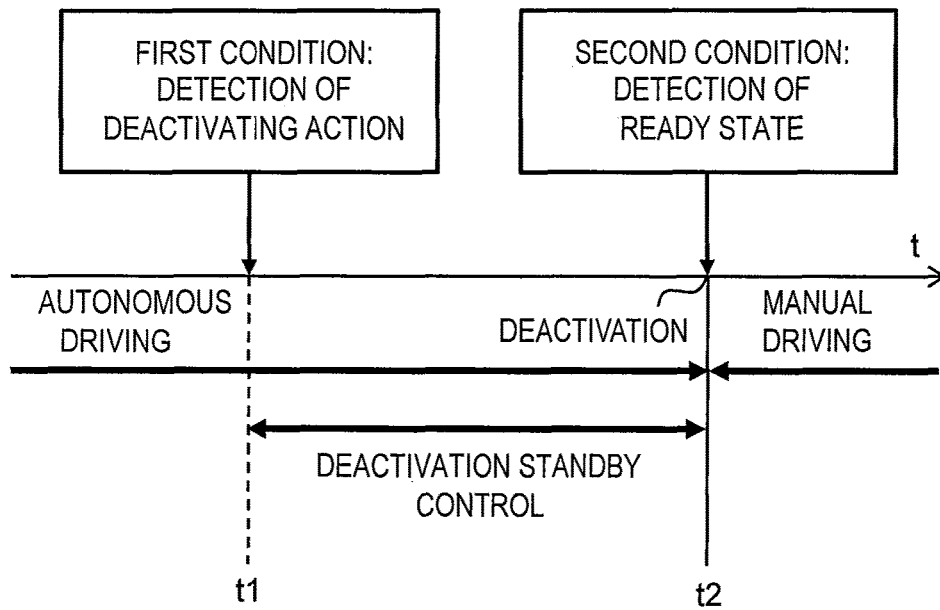 FIRST CONDITION:
DETECTION OF
DEACTIVATING ACTION
SECOND CONDITION:
DETECTION OF
READY STATE
t
AUTONOMOUS
DRIVING
DEACTIVATION
MANUAL
DRIVING
DEACTIVATION STANDBY
CONTROL
t1
t2